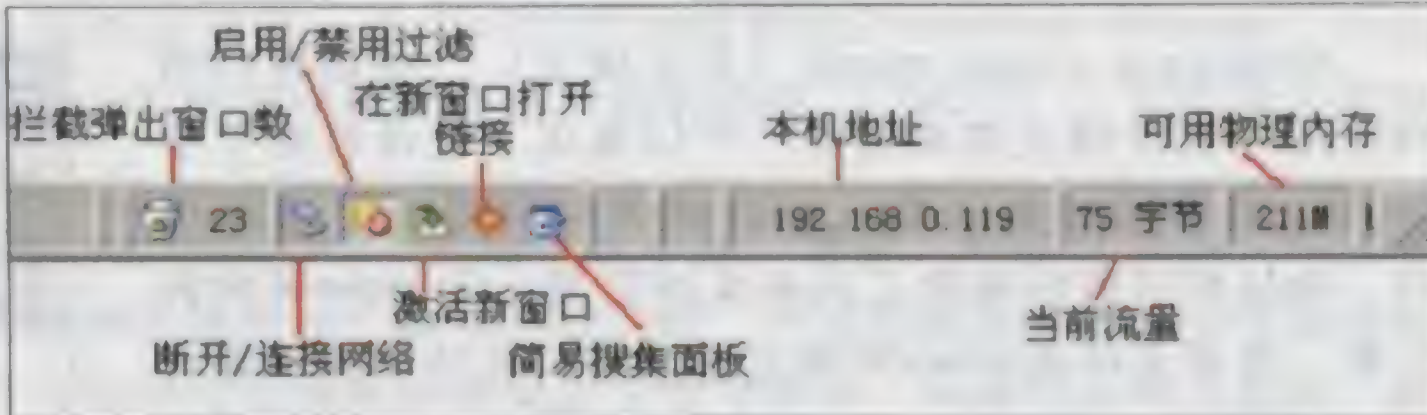 启用/禁用过滤
拦截弹出窗口数
在新窗口打开
链接
本机地址
可用物理内存
23
192 168 0.119
75 字节
211M
激活新窗口
当前流量
断开/连接网络
简易搜集面板